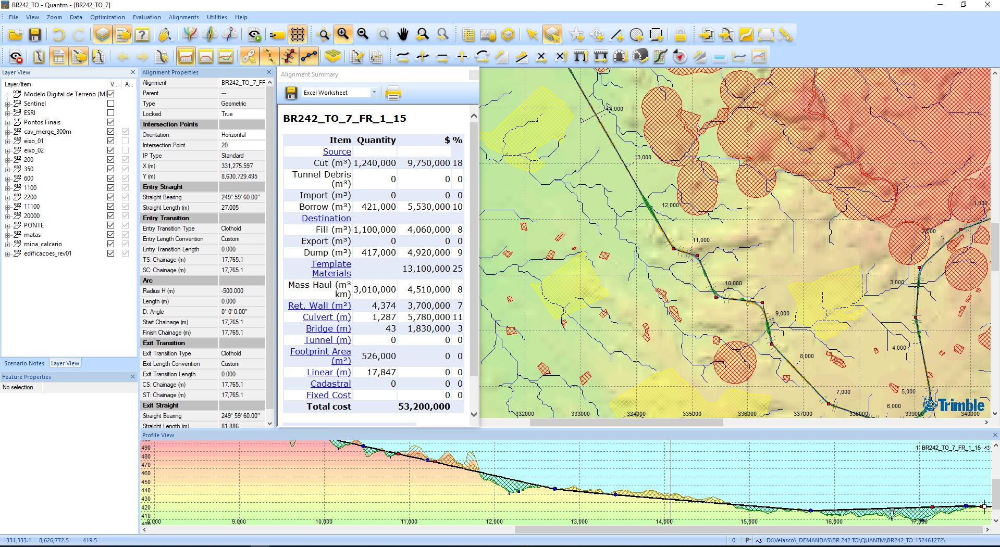 BR242_TO - Quantm - [BR242_TO_7]
File View Zoom Data Optimization Evaluation Alignments Utilities Help
Layer View
Layer/Item V... A...
Modelo Digital de Terreno (MD
Sentinel
ESRI
Pontos Finais
cav_merge_300m
eixo_01
eixo_02
200
350
600
1100
2200
11100
20000
PONTE
matas
mina_calcario
edificacoes_rev01
Scenario Notes Layer View
Feature Properties
No selection
Alignment Properties
Alignment BR242_TO_7_FR
Parent ---
Type Geometric
Locked True
Intersection Points
Orientation Horizontal
Intersection Point 20
IP Type Standard
X (m) 331,275.597
Y (m) 8,630,729.495
Entry Straight
Straight Bearing 249° 59' 60.00"
Straight Length (m) 27.005
Entry Transition
Entry Transition Type Clothoid
Entry Length Convention Custom
Entry Transition Length 0.000
TS: Chainage (m) 17,765.1
SC: Chainage (m) 17,765.1
Arc
Radius H (m) -500.000
Length (m) 0.000
D. Angle 0° 0' 0.00"
Start Chainage (m) 17,765.1
Finish Chainage (m) 17,765.1
Exit Transition
Exit Transition Type Clothoid
Exit Length Convention Custom
Exit Transition Length 0.000
CS: Chainage (m) 17,765.1
ST: Chainage (m) 17,765.1
Exit Straight
Straight Bearing 249° 59' 60.00"
Straight Length (m) 81.886
Alignment Summary
Excel Worksheet
BR242_TO_7_FR_1_15
Item Quantity $ %
Source
Cut (m³) 1,240,000 9,750,000 18
Tunnel Debris
(m³) 0 0 0
Import (m³) 0 0 0
Borrow (m³) 421,000 5,530,000 10
Destination
Fill (m³) 1,100,000 4,060,000 8
Export (m³) 0 0 0
Dump (m³) 417,000 4,920,000 9
Template
Materials 13,100,000 25
Mass Haul (m³
km) 3,010,000 4,510,000 8
Ret. Wall (m²) 4,374 3,700,000 7
Culvert (m) 1,287 5,780,000 11
Bridge (m) 43 1,830,000 3
Tunnel (m) 0 0 0
Footprint Area
(m²) 526,000 0 0
Linear (m) 17,847 0 0
Cadastral 0 0 0
Fixed Cost 0 0
Total cost 53,200,000
14,000
13,000
12,000
11,000
10,000
9,000
8,000
7,000
6,000
5,000
4,000
3,000
2,000
1,000
Trimble
332000 333000 334000 335000 336000 337000 338000 339000 340000
Profile View
1: BR242_TO_7_FR_1_15
490
480
470
460
450
440
430
420
410
8,000 9,000 10,000 11,000 12,000 13,000 14,000 15,000 16,000 17,000
331,333.1 8,626,772.5 419.5
0 D:\Velasco\_DEMANDAS\BR 242 TO\QUANTM\BR242_TO-152461272\